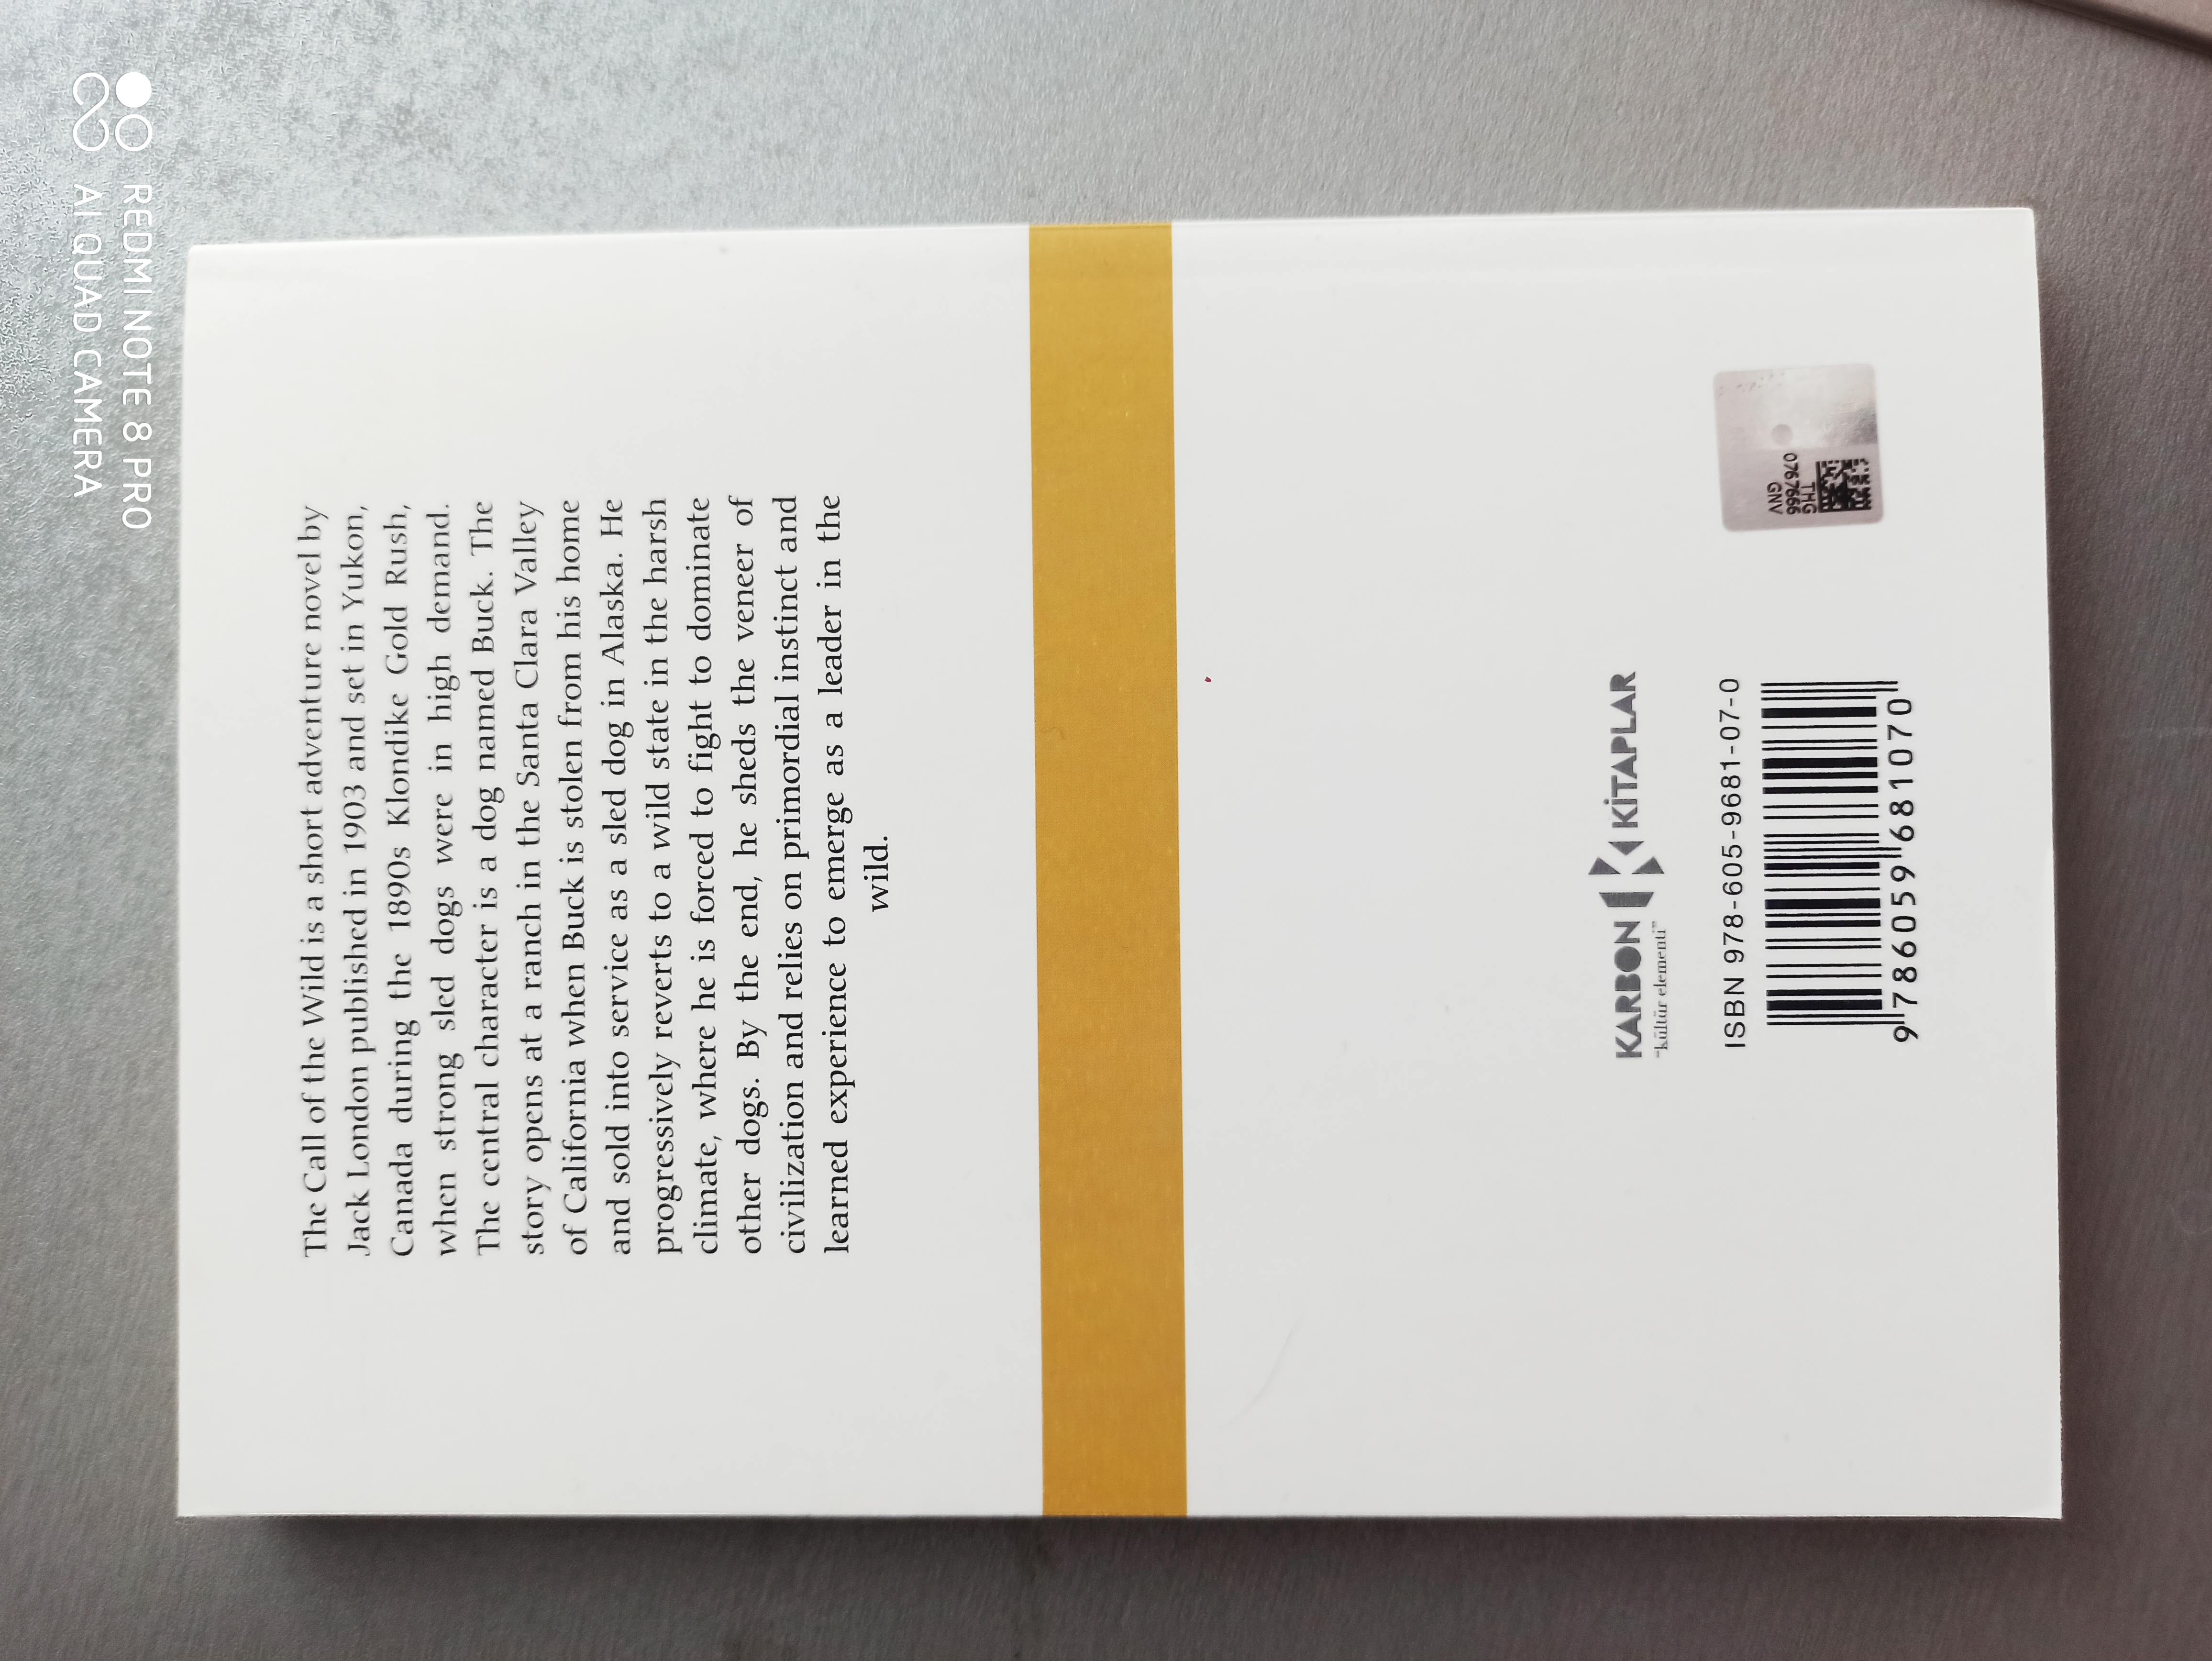 The Call of the Wild is a short adventure novel by
Jack London published in 1903 and set in Yukon,
Canada during the 1890s Klondike Gold Rush,
when strong sled dogs were in high demand.
The central character is a dog named Buck. The
story opens at a ranch in the Santa Clara Valley
of California when Buck is stolen from his home
and sold into service as a sled dog in Alaska. He
progressively reverts to a wild state in the harsh
climate, where he is forced to fight to dominate
other dogs. By the end, he sheds the veneer of
civilization and relies on primordial instinct and
learned experience to emerge as a leader in the
wild.
KARBON K KİTAPLAR
"kültür elementi"
ISBN 978-605-9681-07-0
9 786059 681070
THG
0767666
GNV
REDMI NOTE 8 PRO
AI QUAD CAMERA